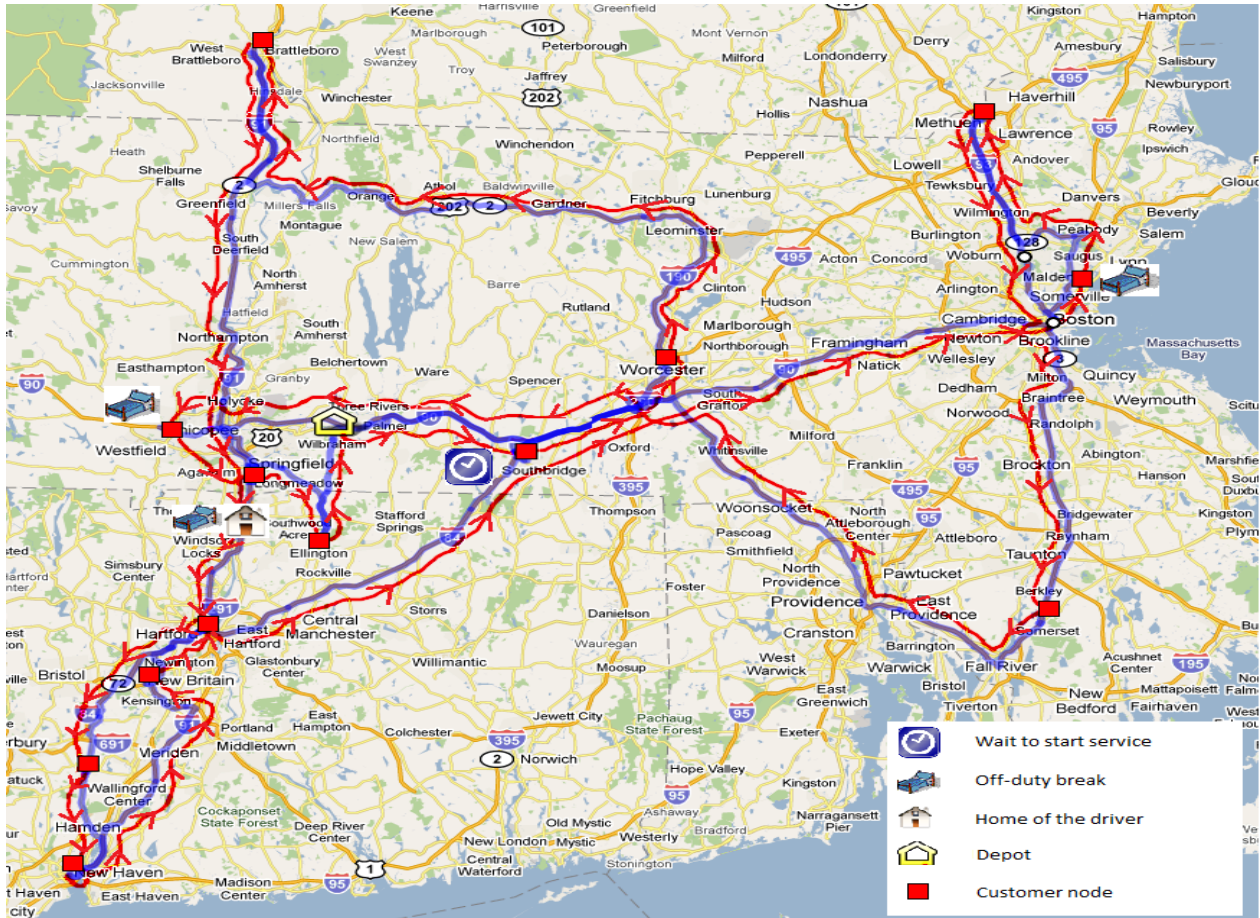 Keene
Harrisville
Greenfield
101
Derry
Hampton
West Brattleboro
Brattleboro
Marlborough
101
Peterborough
Mont Vernon
Londonderry
Amesbury
Salisbury
West Swanzey
Troy
Jaffrey
Milford
495
Newburyport
Jacksonville
Hinsdale
Winchester
202
Nashua
Haverhill
Hollis
Methuen
Lawrence
95
Rowley
Northfield
Winchendon
Pepperell
Lowell
Andover
Ipswich
Heath
Shelburne Falls
Athol
Baldwinville
Lunenburg
Tewksbury
2
Orange
Fitchburg
Danvers
Greenfield
Millers Falls
202
2
Gardner
Leominster
Wilmington
Beverly
Montague
Burlington
Peabody
Salem
South Deerfield
New Salem
495
Acton
Concord
128
Woburn
Saugus
Lynn
Cummington
North Amherst
190
Clinton
Malden
Barre
Hudson
Arlington
Somerville
Hatfield
Rutland
Cambridge
Boston
Northampton
South Amherst
Marlborough
Northborough
Framingham
Newton
Brookline
Massachusetts Bay
Easthampton
Belchertown
Ware
Worcester
Natick
Wellesley
3
90
91
Granby
Spencer
90
Milton
Quincy
Dedham
Braintree
Weymouth
Holyoke
Three Rivers
South Grafton
Norwood
Randolph
20
Palmer
90
Oxford
Milford
Westfield
Wilbraham
Whitinsville
Abington
Agawam
Springfield
Southbridge
Franklin
95
Brockton
Hanson
Longmeadow
395
495
Stafford Springs
Thompson
Woonsocket
North Attleboro Center
Bridgewater
Windsor Locks
Ellington
Pascoag
Attleboro
Raynham
Simsbury Center
Rockville
84
Smithfield
Taunton
Foster
North Providence
Pawtucket
Storrs
Danielson
Providence
East Providence
Berkley
Hartford
East Hartford
Central Manchester
Cranston
Somerset
Wauregan
Barrington
Newington
Glastonbury Center
Willimantic
West Warwick
Warwick
Fall River
Acushnet Center
195
Bristol
72
New Britain
Moosup
Bristol
New Bedford
Mattapoisett
Kensington
Tiverton
Fairhaven
Portland
East Hampton
Jewett City
Pachaug State Forest
95
East Greenwich
691
Meriden
Middletown
Colchester
395
Exeter
Wait to start service
2
Norwich
Hope Valley
Wallingford Center
Kingston
Off-duty break
Cockaponset State Forest
95
Ashaway
Narragansett Pier
Home of the driver
Hamden
Deep River Center
Old Mystic
Bradford
New London
Mystic
Westerly
Depot
New Haven
Madison Center
95
1
Central Waterford
Stonington
East Haven
Customer node